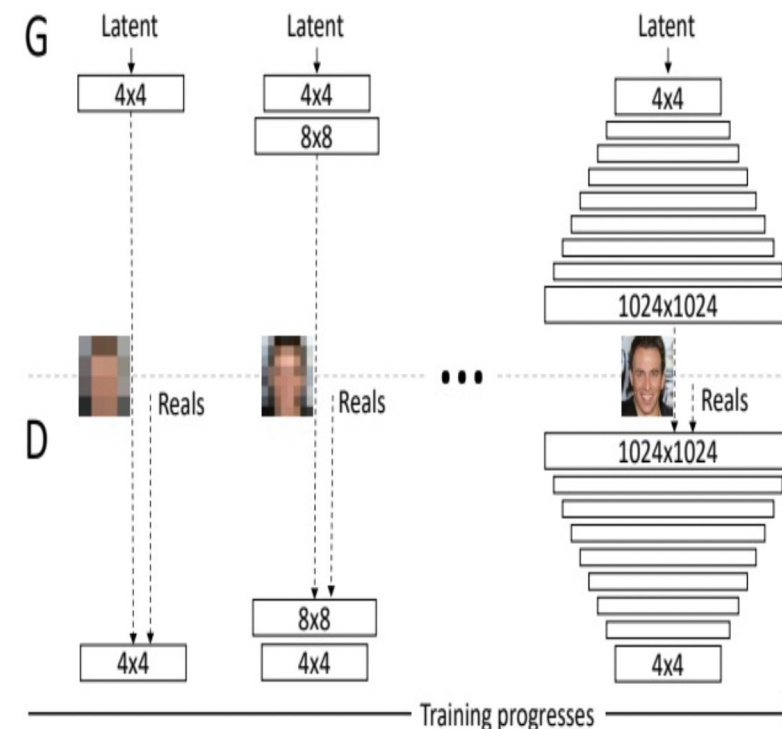 G
Latent Latent Latent
4x4 4x4 4x4
8x8
1024x1024
...
Reals Reals Reals
D
1024x1024
8x8
4x4 4x4 4x4
Training progresses